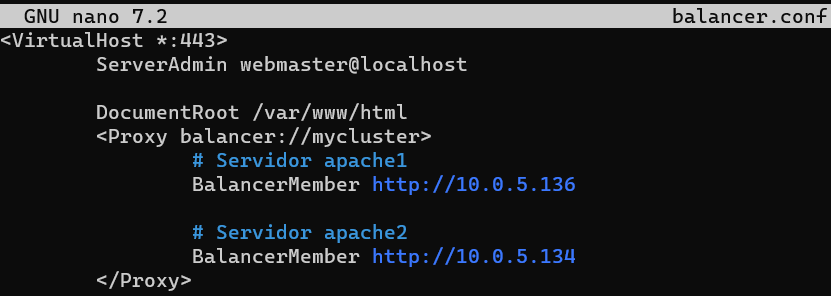 GNU nano 7.2 balancer.conf
<VirtualHost *:443>
ServerAdmin webmaster@localhost
DocumentRoot /var/www/html
<Proxy balancer://mycluster>
# Servidor apache1
BalancerMember http://10.0.5.136
# Servidor apache2
BalancerMember http://10.0.5.134
</Proxy>